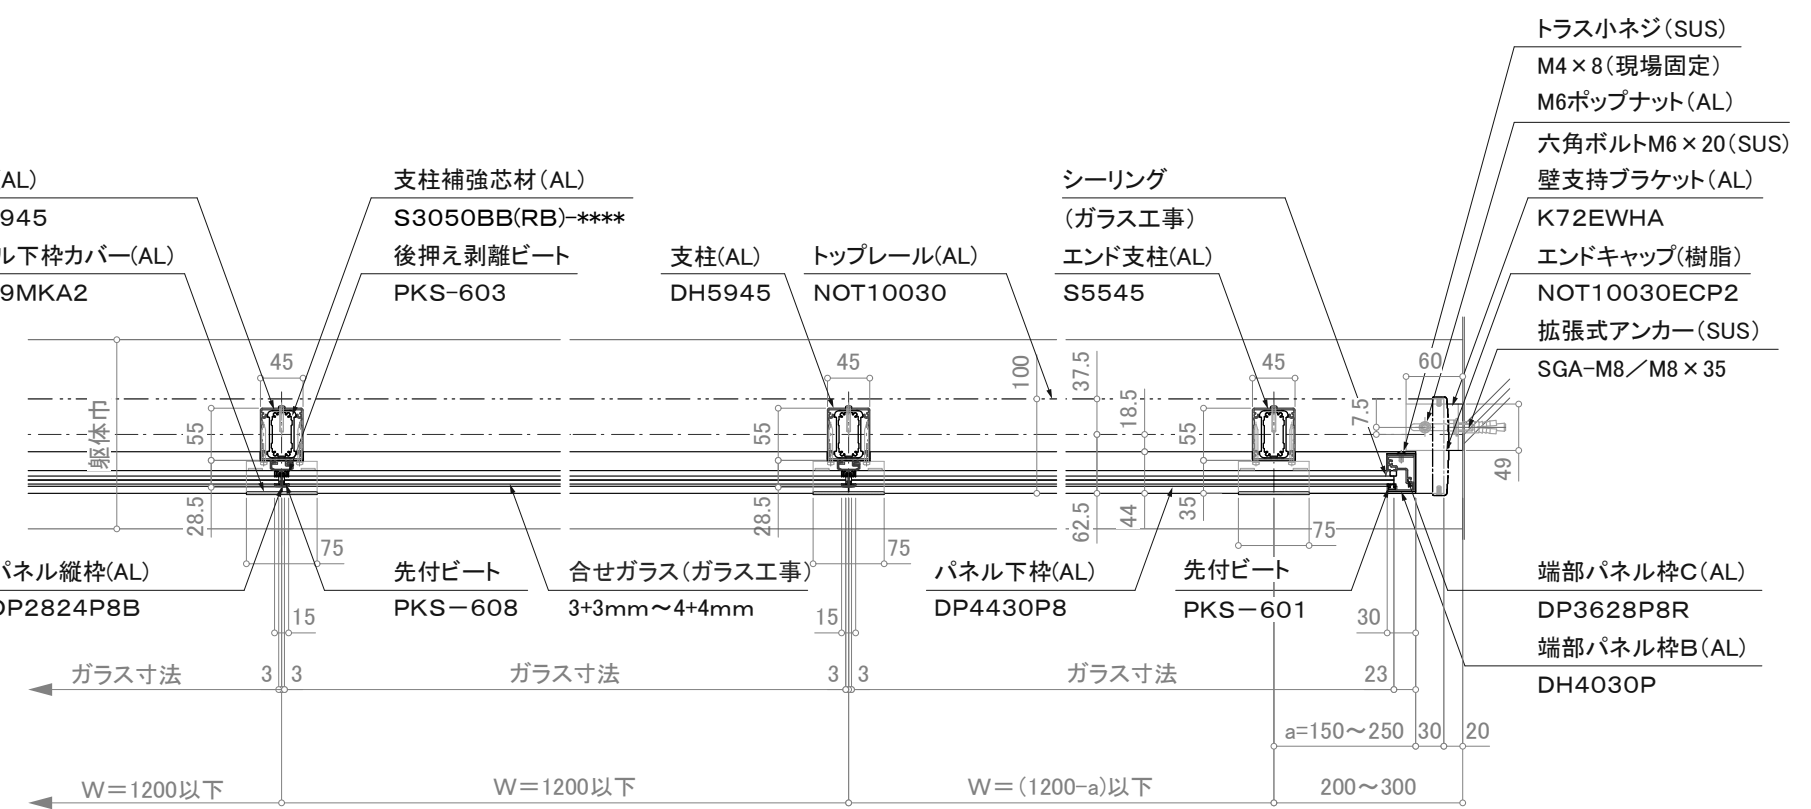 トラス小ネジ（SUS）
M4×8（現場固定）
M6ポップナット（AL）
六角ボルトM6×20（SUS）
壁支持ブラケット（AL）
K72EWHA
エンドキャップ（樹脂）
NOT10030ECP2
拡張式アンカー（SUS）
SGA-M8／M8×35
AL）
945
ル下枠カバー（AL）
9MKA2
支柱補強芯材（AL）
S3050BB(RB)-****
後押え剥離ビート
PKS-603
支柱(AL)
DH5945
トップレール（AL）
NOT10030
シーリング
（ガラス工事）
エンド支柱(AL)
S5545
45
45
45
60
100
37.5
18.5
7.5
49
躯体巾
55
28.5
75
55
28.5
75
62.5
44
55
35
75
パネル縦枠(AL)
DP2824P8B
先付ビート
PKS－608
合せガラス（ガラス工事）
3+3mm～4+4mm
パネル下枠(AL)
DP4430P8
先付ビート
PKS－601
端部パネル枠C（AL）
DP3628P8R
端部パネル枠B（AL）
DH4030P
15
15
30
ガラス寸法
3
3
ガラス寸法
3
3
ガラス寸法
23
a=150～250
30
20
W＝1200以下
W＝1200以下
W＝(1200-a)以下
200～300